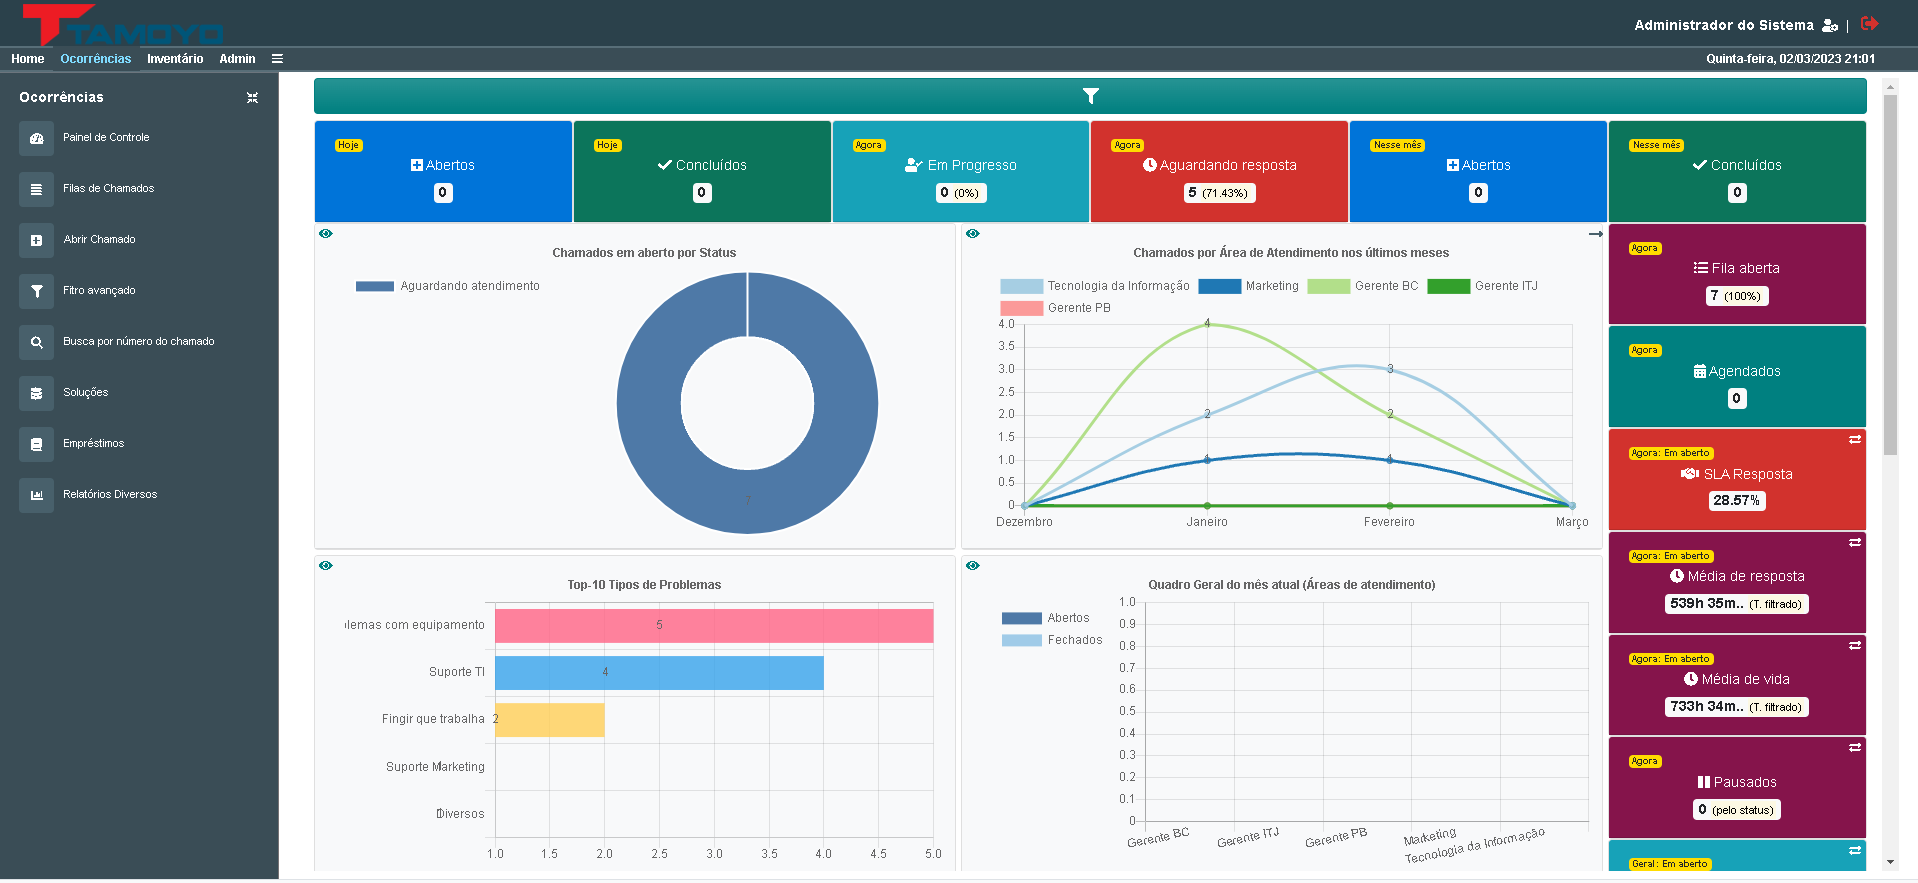 TAMOYO
Administrador do Sistema
|
Home Ocorrências Inventário Admin
Quinta-feira, 02/03/2023 21:01
Ocorrências
Painel de Controle
Filas de Chamados
Abrir Chamado
Fitro avançado
Busca por número do chamado
Soluções
Empréstimos
Relatórios Diversos
Hoje
Abertos
0
Hoje
Concluídos
0
Agora
Em Progresso
0 (0%)
Agora
Aguardando resposta
5 (71.43%)
Nesse mês
Abertos
0
Nesse mês
Concluídos
0
Chamados em aberto por Status
Aguardando atendimento
7
Chamados por Área de Atendimento nos últimos meses
Tecnologia da Informação Marketing Gerente BC Gerente ITJ
Gerente PB
4.0
3.5
3.0
2.5
2.0
1.5
1.0
0.5
0
4
3
2
2
1
1
Dezembro Janeiro Fevereiro Março
Agora
Fila aberta
7 (100%)
Agora
Agendados
0
Agora: Em aberto
SLA Resposta
28.57%
Agora: Em aberto
Média de resposta
539h 35m.. (T. filtrado)
Agora: Em aberto
Média de vida
733h 34m.. (T. filtrado)
Agora
Pausados
0 (pelo status)
Geral: Em aberto
Top-10 Tipos de Problemas
lemas com equipamento
5
Suporte TI
4
Fingir que trabalha
2
Suporte Marketing
Diversos
1.0 1.5 2.0 2.5 3.0 3.5 4.0 4.5 5.0
Quadro Geral do mês atual (Áreas de atendimento)
Abertos
Fechados
1.0
0.9
0.8
0.7
0.6
0.5
0.4
0.3
0.2
0.1
0
Gerente BC Gerente ITJ Gerente PB Marketing Tecnologia da Informação